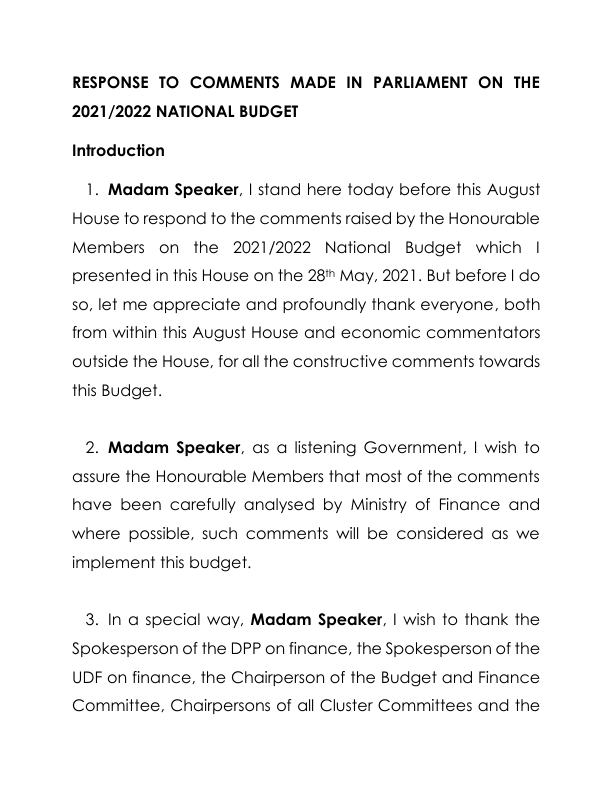 RESPONSE TO COMMENTS MADE IN PARLIAMENT ON THE
2021/2022 NATIONAL BUDGET
Introduction
1. Madam Speaker, I stand here today before this August
House to respond to the comments raised by the Honourable
Members on the 2021/2022 National Budget which I
presented in this House on the 28th May, 2021. But before I do
so, let me appreciate and profoundly thank everyone, both
from within this August House and economic commentators
outside the House, for all the constructive comments towards
this Budget.
2. Madam Speaker, as a listening Government, I wish to
assure the Honourable Members that most of the comments
have been carefully analysed by Ministry of Finance and
where possible, such comments will be considered as we
implement this budget.
3. In a special way, Madam Speaker, I wish to thank the
Spokesperson of the DPP on finance, the Spokesperson of the
UDF on finance, the Chairperson of the Budget and Finance
Committee, Chairpersons of all Cluster Committees and the